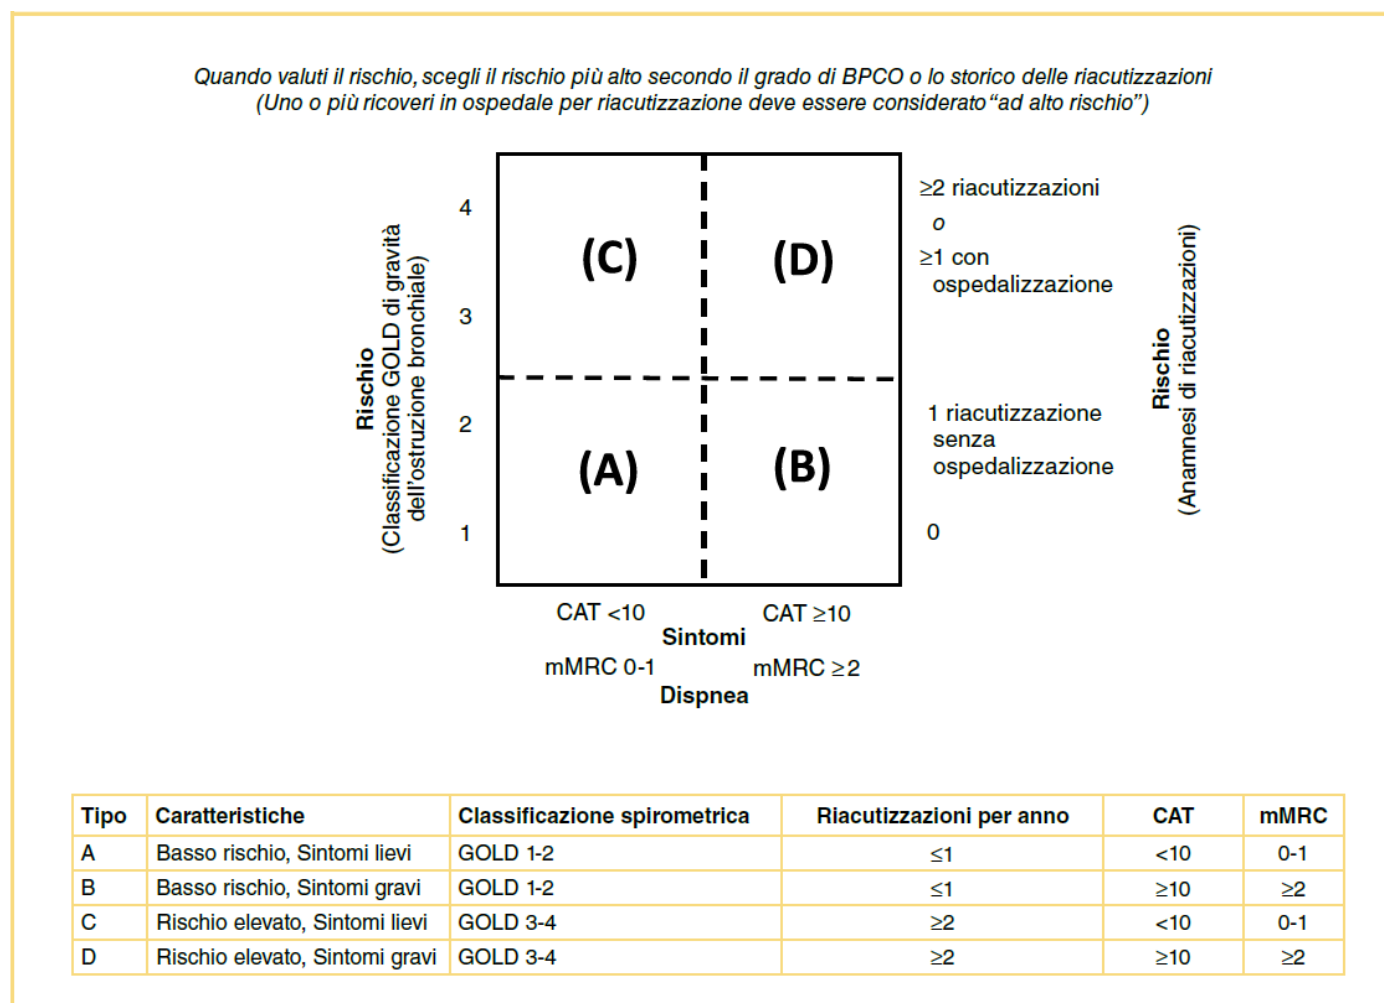 Quando valuti il rischio, scegli il rischio più alto secondo il grado di BPCO o lo storico delle riacutizzazioni
(Uno o più ricoveri in ospedale per riacutizzazione deve essere considerato “ad alto rischio”)
Rischio
(Classificazione GOLD di gravità
dell’ostruzione bronchiale)
4
3
2
1
(C)
(D)
(A)
(B)
≥2 riacutizzazioni
o
≥1 con
ospedalizzazione
1 riacutizzazione
senza
ospedalizzazione
0
Rischio
(Anamnesi di riacutizzazioni)
CAT <10
CAT ≥10
Sintomi
mMRC 0-1
mMRC ≥2
Dispnea
Tipo Caratteristiche Classificazione spirometrica Riacutizzazioni per anno CAT mMRC
A Basso rischio, Sintomi lievi GOLD 1-2 ≤1 <10 0-1
B Basso rischio, Sintomi gravi GOLD 1-2 ≤1 ≥10 ≥2
C Rischio elevato, Sintomi lievi GOLD 3-4 ≥2 <10 0-1
D Rischio elevato, Sintomi gravi GOLD 3-4 ≥2 ≥10 ≥2